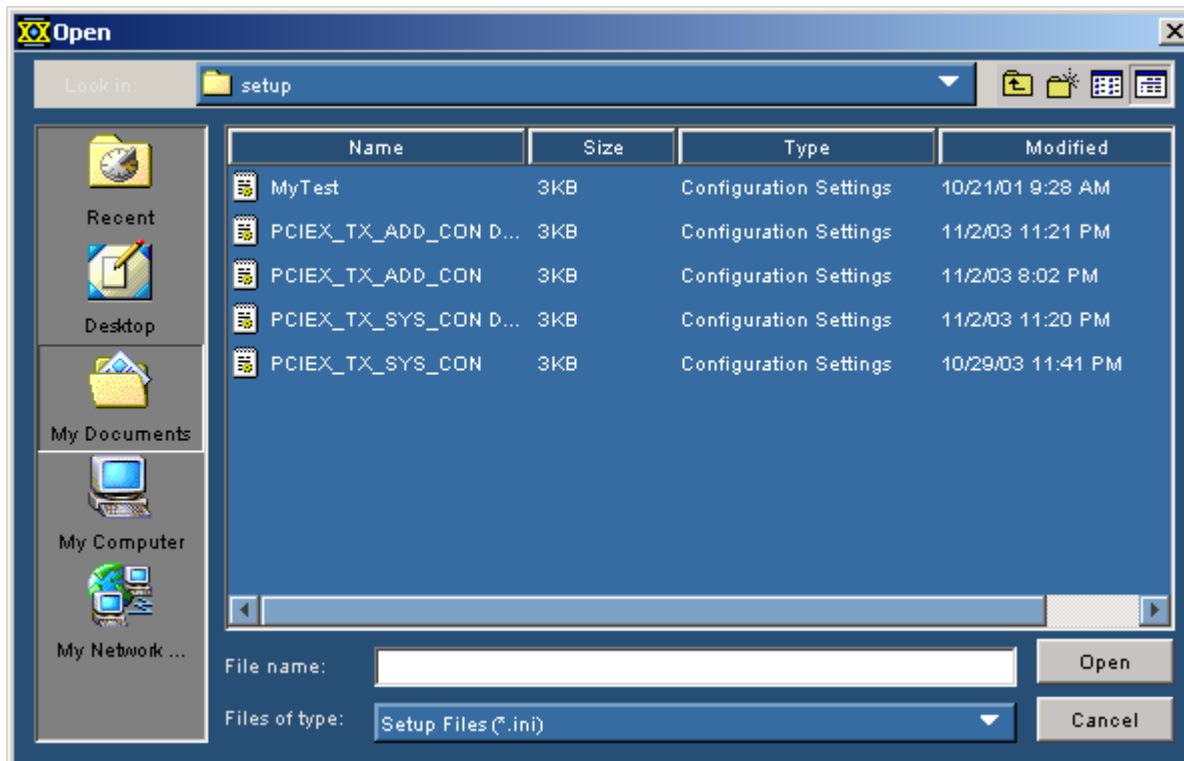 Open
Look in: setup
Name Size Type Modified
MyTest 3KB Configuration Settings 10/21/01 9:28 AM
PCIEX_TX_ADD_CON D... 3KB Configuration Settings 11/2/03 11:21 PM
PCIEX_TX_ADD_CON 3KB Configuration Settings 11/2/03 8:02 PM
PCIEX_TX_SYS_CON D... 3KB Configuration Settings 11/2/03 11:20 PM
PCIEX_TX_SYS_CON 3KB Configuration Settings 10/29/03 11:41 PM
Recent
Desktop
My Documents
My Computer
My Network ...
File name: Open
Files of type: Setup Files (*.ini) Cancel